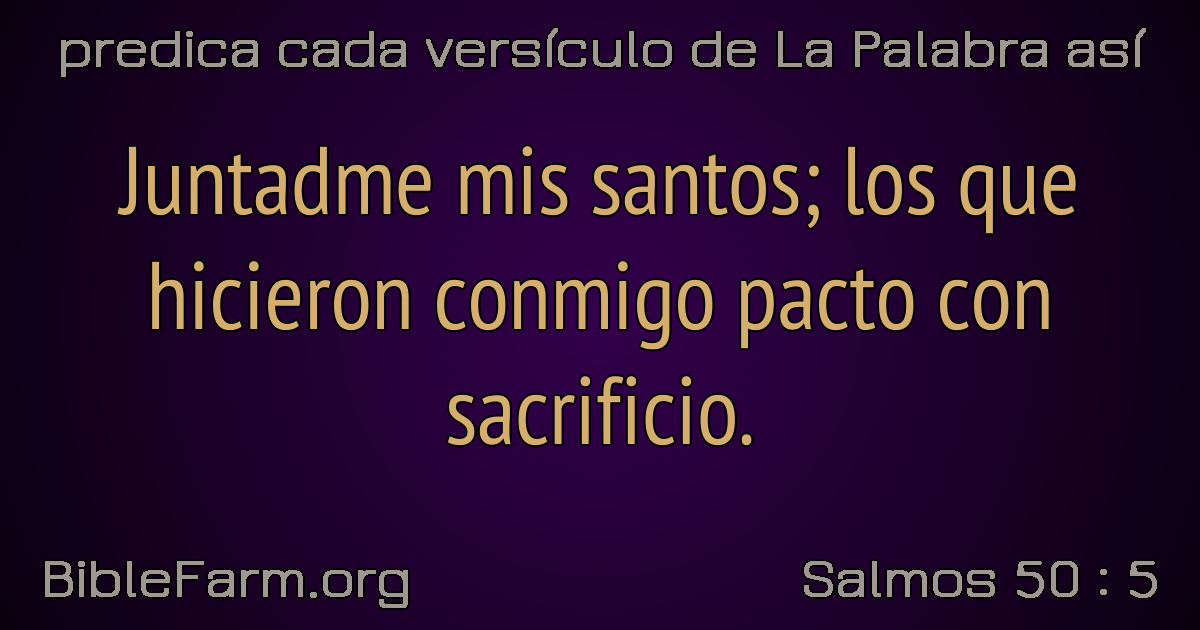 predica cada versículo de La Palabra así
Juntadme mis santos; los que
hicieron conmigo pacto con
sacrificio.
BibleFarm.org
Salmos 50 : 5